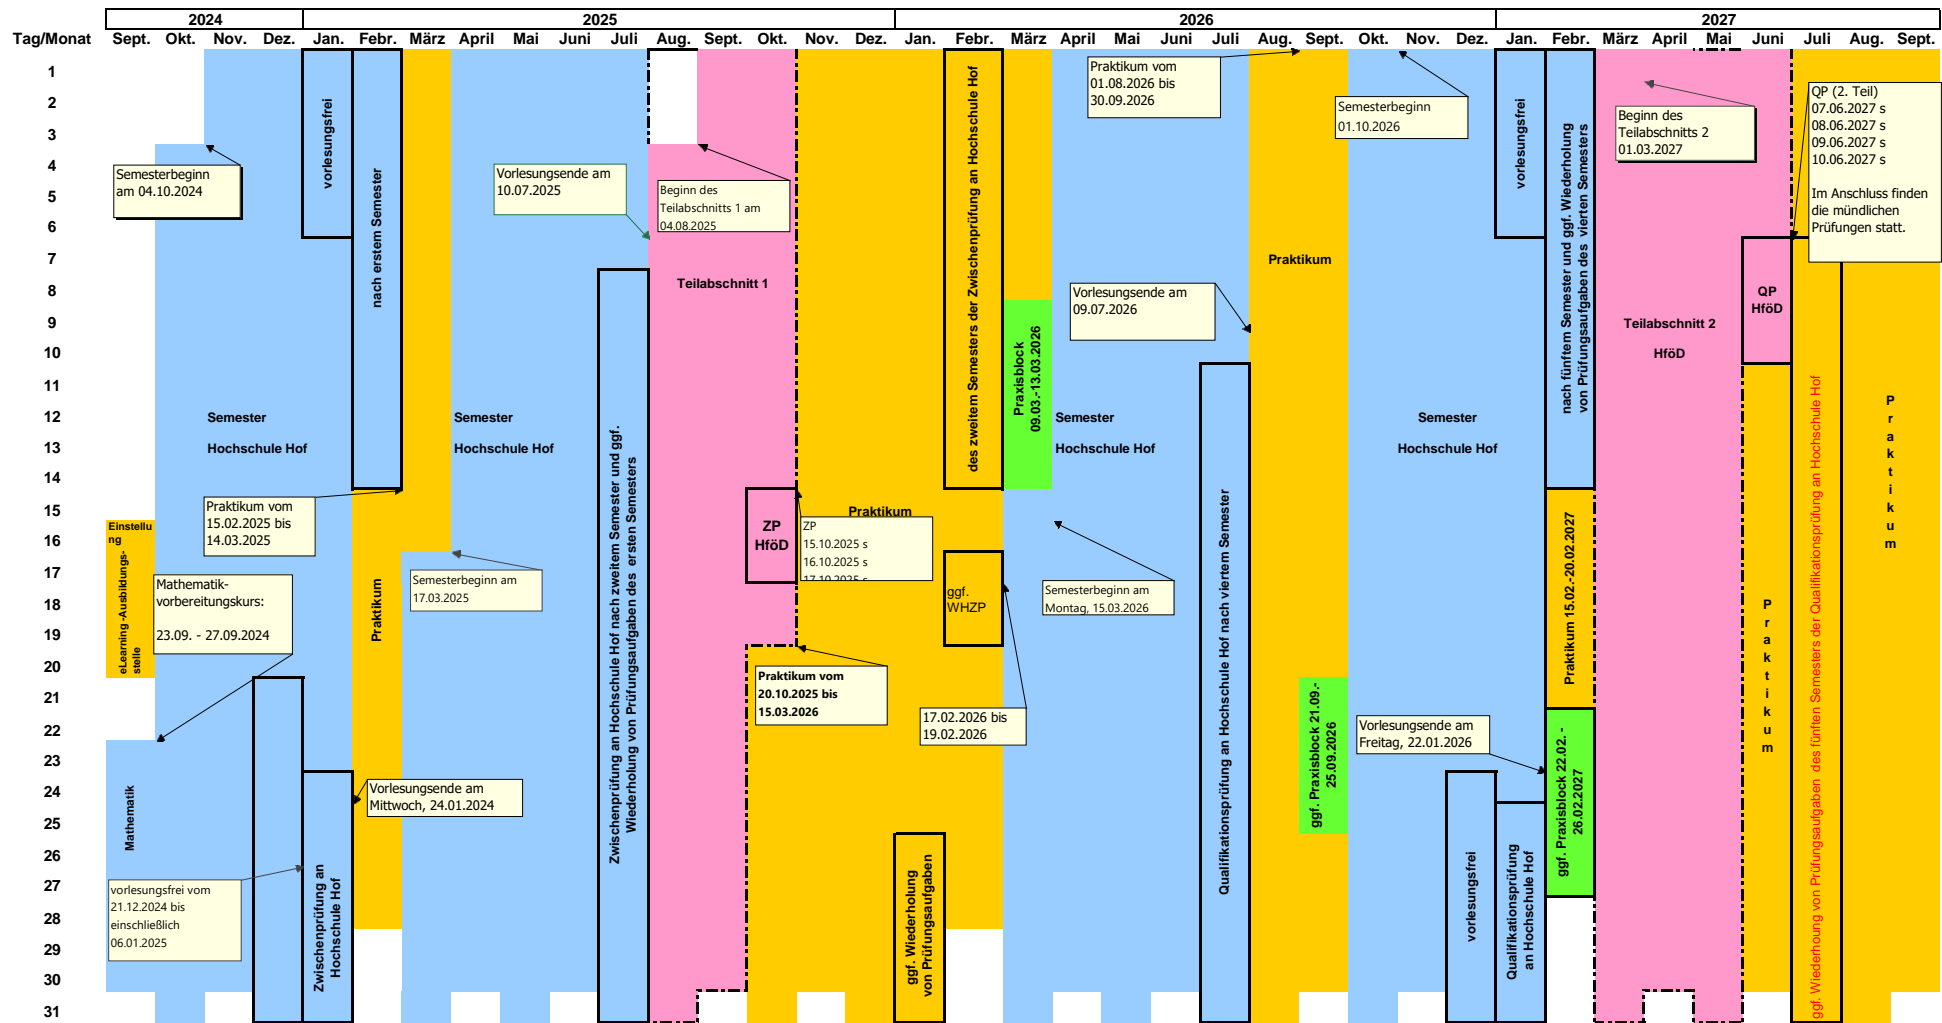 2024 2025 2026 2027
Tag/Monat Sept. Okt. Nov. Dez. Jan. Febr. März April Mai Juni Juli Aug. Sept. Okt. Nov. Dez. Jan. Febr. März April Mai Juni Juli Aug. Sept. Okt. Nov. Dez. Jan. Febr. März April Mai Juni Juli Aug. Sept.
1
2
3
4
5
6
7
8
9
10
11
12
13
14
15
16
17
18
19
20
21
22
23
24
25
26
27
28
29
30
31
Semesterbeginn
am 04.10.2024
Einstellu
ng
eLearning -Ausbildungs-
stelle
Mathematik-
vorbereitungskurs:
23.09. - 27.09.2024
Mathematik
vorlesungsfrei vom
21.12.2024 bis
einschließlich
06.01.2025
Semester
Hochschule Hof
Praktikum vom
15.02.2025 bis
14.03.2025
vorlesungsfrei
Zwischenprüfung an
Hochschule Hof
nach erstem Semester
Praktikum
Vorlesungsende am
Mittwoch, 24.01.2024
Semesterbeginn am
17.03.2025
Semester
Hochschule Hof
Vorlesungsende am
10.07.2025
Zwischenprüfung an Hochschule Hof nach zweitem Semester und ggf.
Wiederholung von Prüfungsaufgaben des ersten Semesters
Beginn des
Teilabschnitts 1 am
04.08.2025
Teilabschnitt 1
ZP
HföD
ZP
15.10.2025 s
16.10.2025 s
17.10.2025 s
Praktikum
Praktikum vom
20.10.2025 bis
15.03.2026
ggf. Wiederholung
von Prüfungsaufgaben
des zweitem Semesters der Zwischenprüfung an Hochschule Hof
ggf.
WHZP
17.02.2026 bis
19.02.2026
Praxisblock
09.03.-13.03.2026
Semester
Hochschule Hof
Semesterbeginn am
Montag, 15.03.2026
Vorlesungsende am
09.07.2026
Praktikum vom
01.08.2026 bis
30.09.2026
Qualifikationsprüfung an Hochschule Hof nach viertem Semester
Praktikum
ggf. Praxisblock 21.09.-
25.09.2026
Semesterbeginn
01.10.2026
Semester
Hochschule Hof
Vorlesungsende am
Freitag, 22.01.2026
vorlesungsfrei
vorlesungsfrei
Qualifikationsprüfung
an Hochschule Hof
nach fünftem Semester und ggf. Wiederholung
von Prüfungsaufgaben des vierten Semesters
Praktikum 15.02.-20.02.2027
ggf. Praxisblock 22.02. -
26.02.2027
Beginn des
Teilabschnitts 2
01.03.2027
Teilabschnitt 2
HföD
QP
HföD
Praktikum
QP (2. Teil)
07.06.2027 s
08.06.2027 s
09.06.2027 s
10.06.2027 s
Im Anschluss finden
die mündlichen
Prüfungen statt.
ggf. Wiederhoung von Prüfungsaufgaben des fünften Semesters der Qualifikationsprüfung an Hochschule Hof
Praktikum